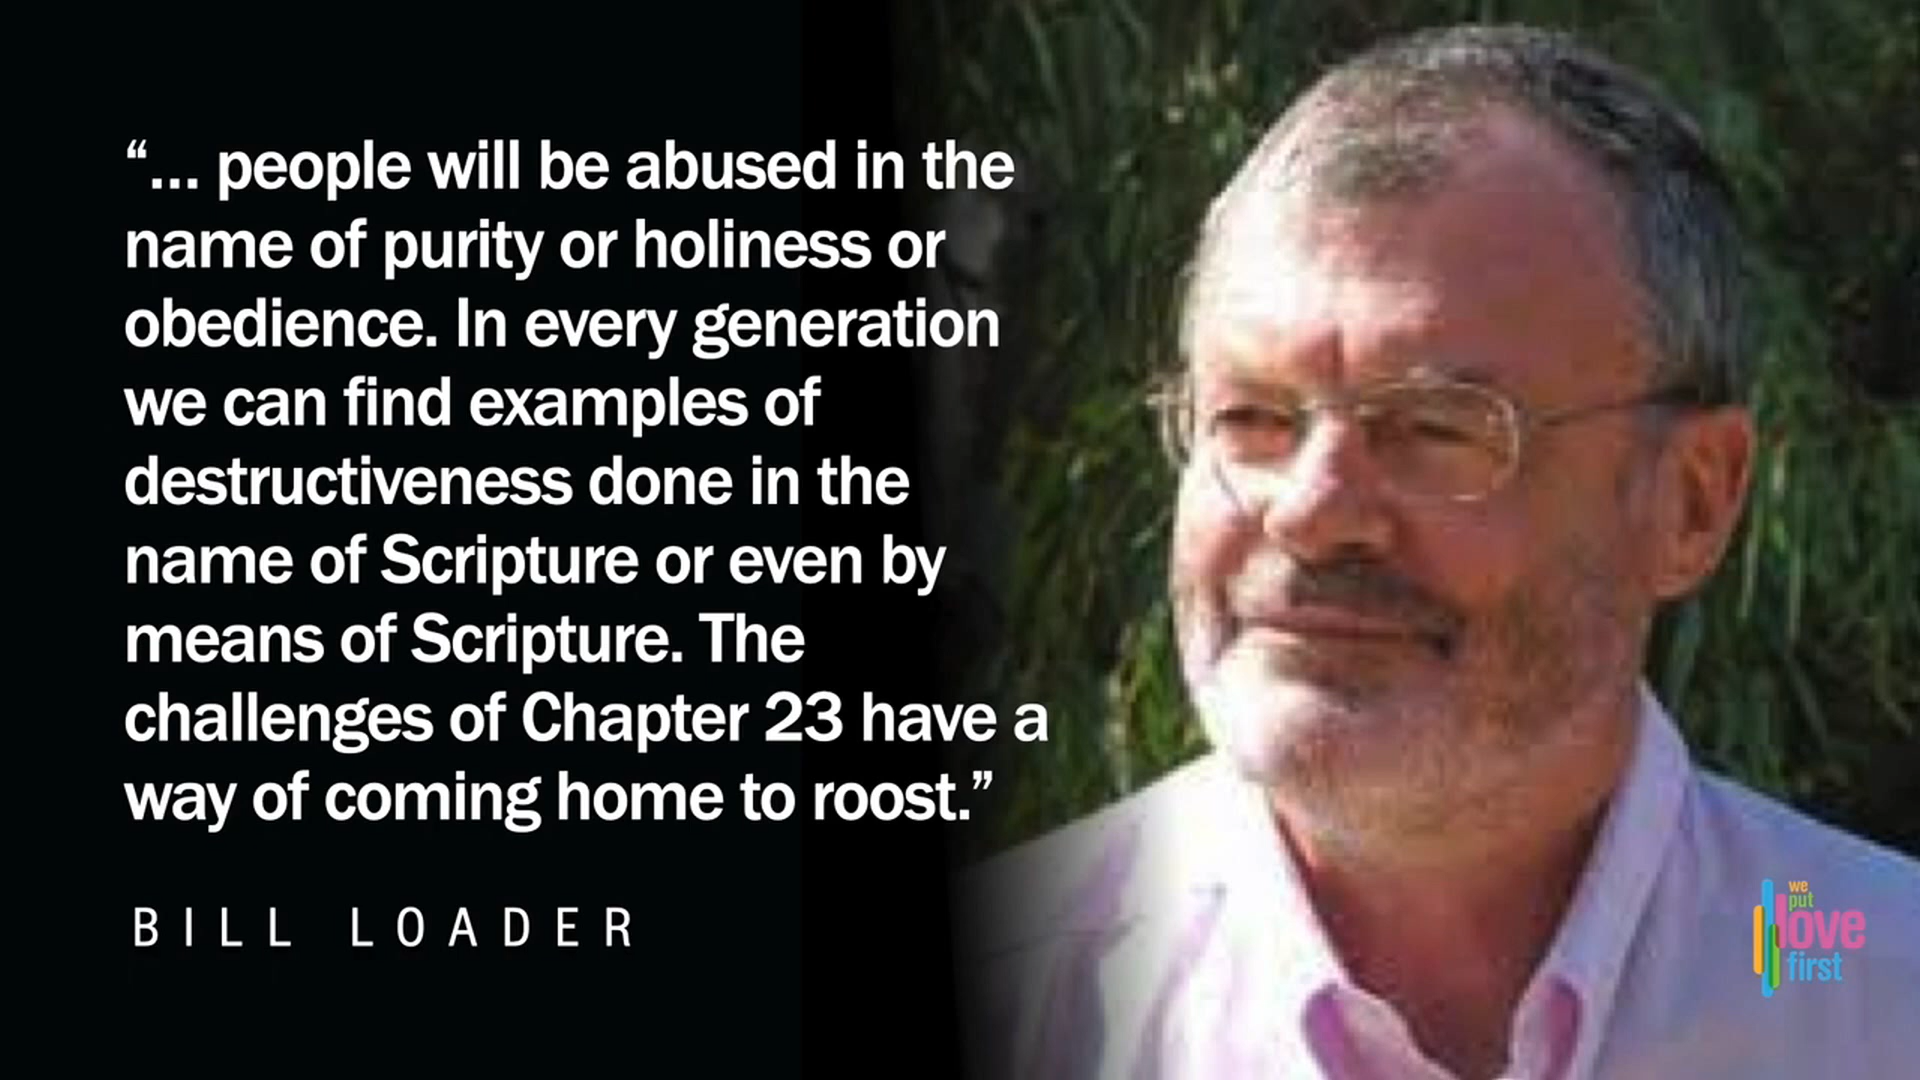 “... people will be abused in the
name of purity or holiness or
obedience. In every generation
we can find examples of
destructiveness done in the
name of Scripture or even by
means of Scripture. The
challenges of Chapter 23 have a
way of coming home to roost.”
BILL LOADER
we
put
love
first